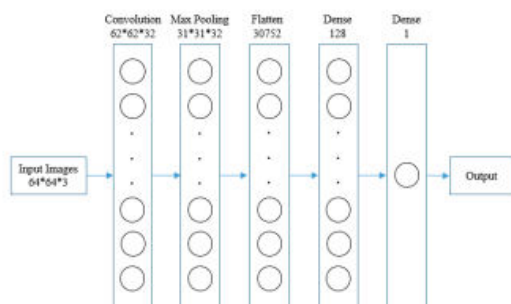 Convolution
62*62*32
Max Pooling
31*31*32
Flatten
30752
Dense
128
Dense
1
Input Images
64*64*3
Output